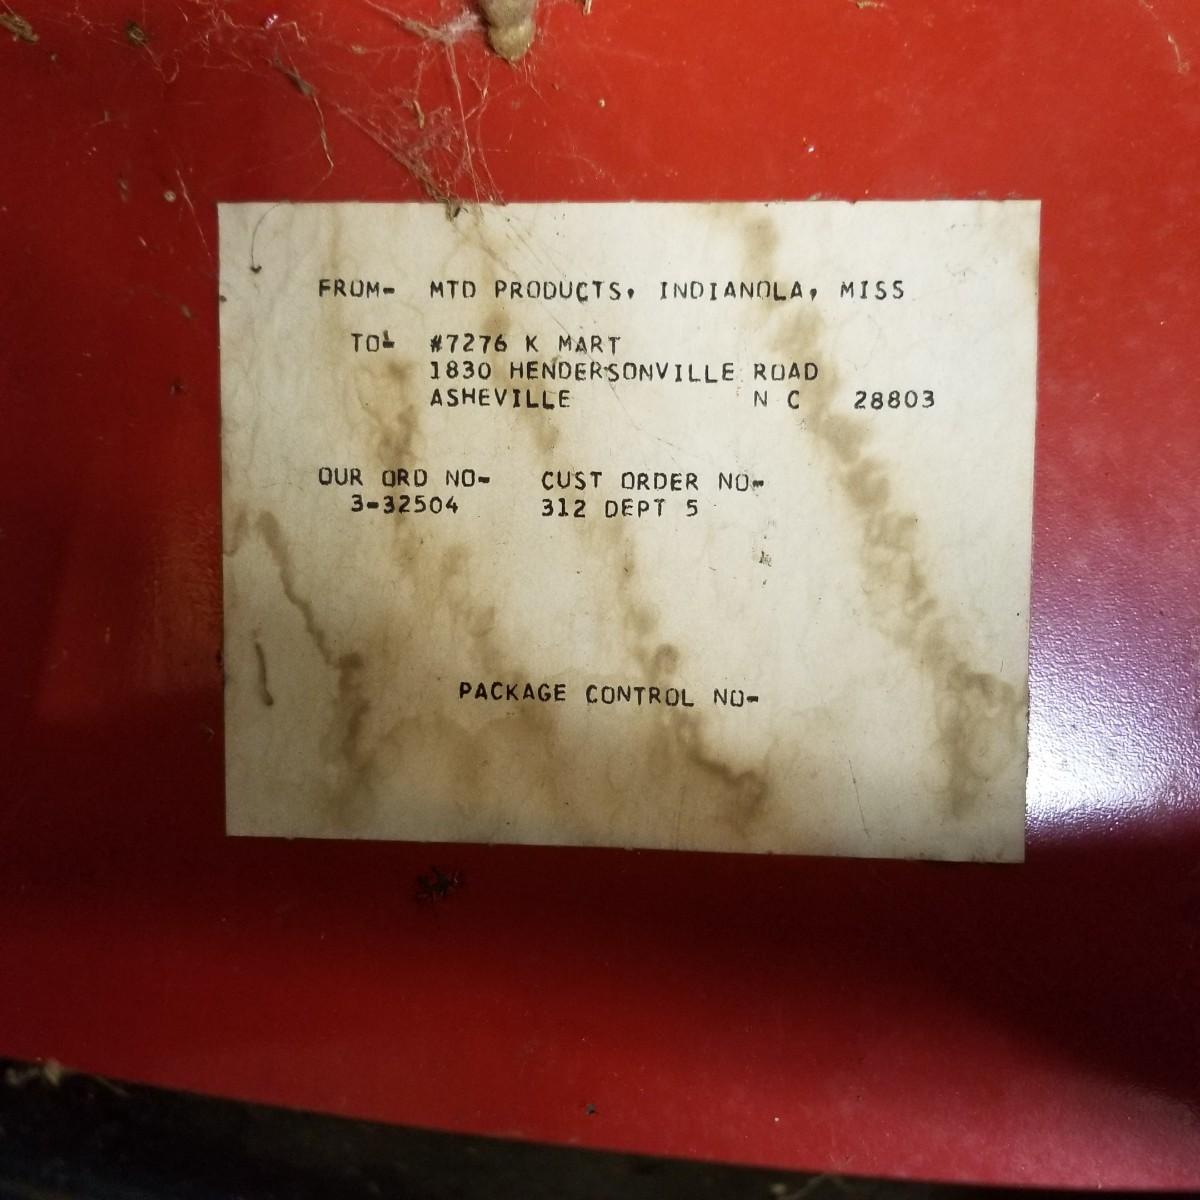 FROM- MTD PRODUCTS, INDIANOLA, MISS
TO- #7276 K MART
1830 HENDERSONVILLE ROAD
ASHEVILLE N C 28803
OUR ORD NO- CUST ORDER NO-
3-32504 312 DEPT 5
PACKAGE CONTROL NO-